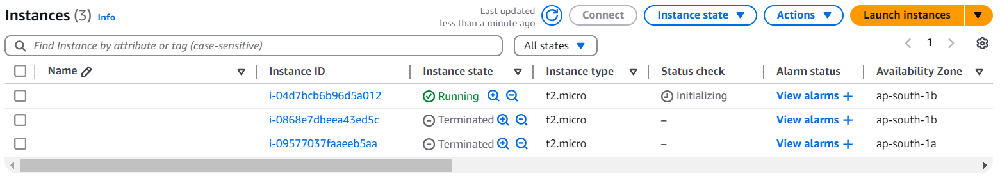 Instances (3) Info
Last updated
less than a minute ago
Connect
Instance state
Actions
Launch instances
Find Instance by attribute or tag (case-sensitive)
All states
1
Name Instance ID Instance state Instance type Status check Alarm status Availability Zone
i-04d7bcb6b96d5a012 Running t2.micro Initializing View alarms + ap-south-1b
i-0868e7dbeea43ed5c Terminated t2.micro – View alarms + ap-south-1b
i-09577037faaeeb5aa Terminated t2.micro – View alarms + ap-south-1a